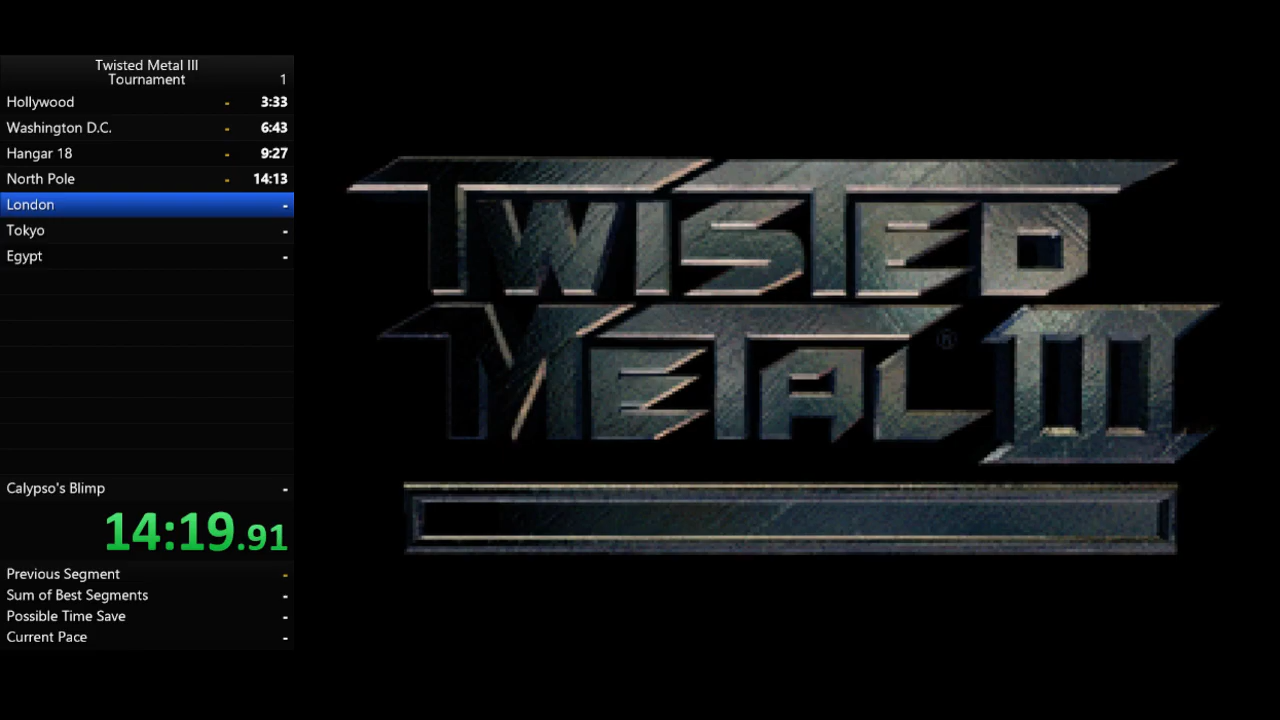 Twisted Metal III
Tournament 1
Hollywood - 3:33
Washington D.C. - 6:43
Hangar 18 - 9:27
North Pole - 14:13
London -
Tokyo -
Egypt -
Calypso's Blimp -
14:19.91
Previous Segment -
Sum of Best Segments -
Possible Time Save -
Current Pace -
TWISTED
METAL ® III